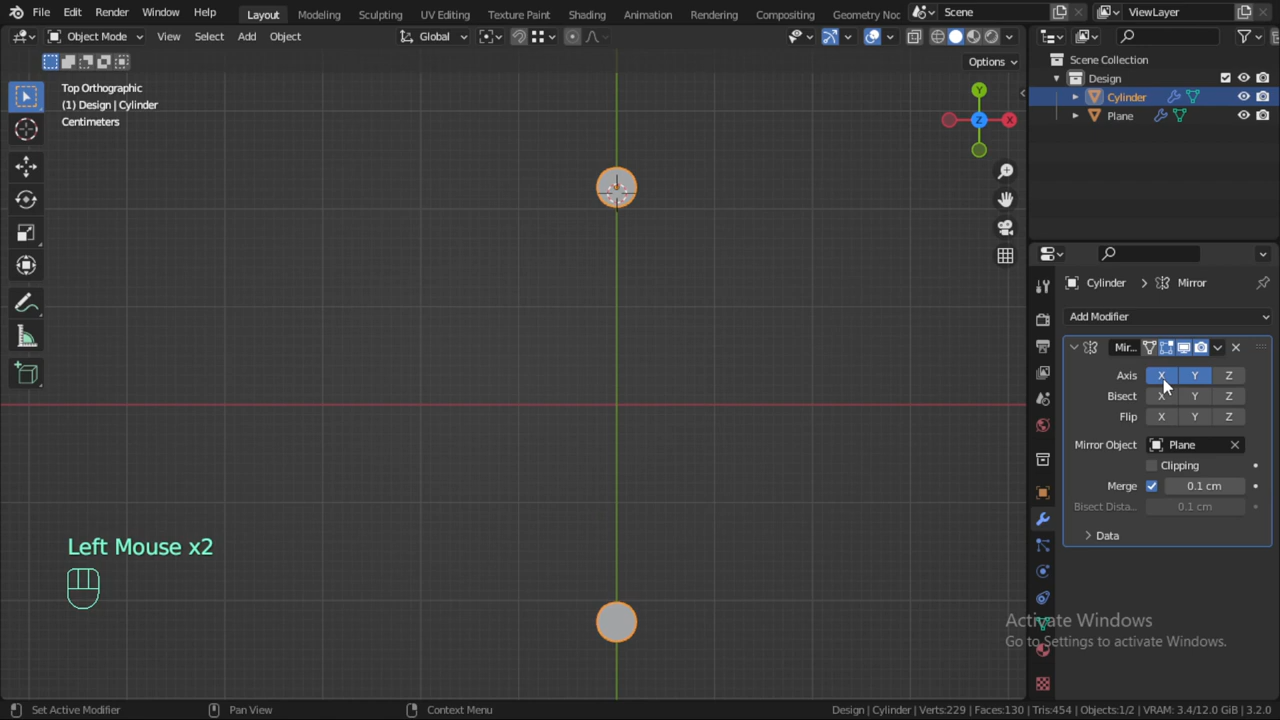 File Edit Render Window Help Layout Modeling Sculpting UV Editing Texture Paint Shading Animation Rendering Compositing Geometry Noc Scene ViewLayer
Object Mode View Select Add Object Global
Options
Top Orthographic
(1) Design | Cylinder
Centimeters
Y
Z
X
Scene Collection
Design
Cylinder
Plane
Cylinder > Mirror
Add Modifier
Mir...
Axis X Y Z
Bisect X Y Z
Flip X Y Z
Mirror Object Plane
Clipping
Merge 0.1 cm
Bisect Dista... 0.1 cm
Data
Left Mouse x2
Activate Windows
Go to Settings to activate Windows.
Set Active Modifier Pan View Context Menu Design | Cylinder | Verts:229 | Faces:130 | Tris:454 | Objects:1/2 | VRAM: 3.4/12.0 GiB | 3.2.0